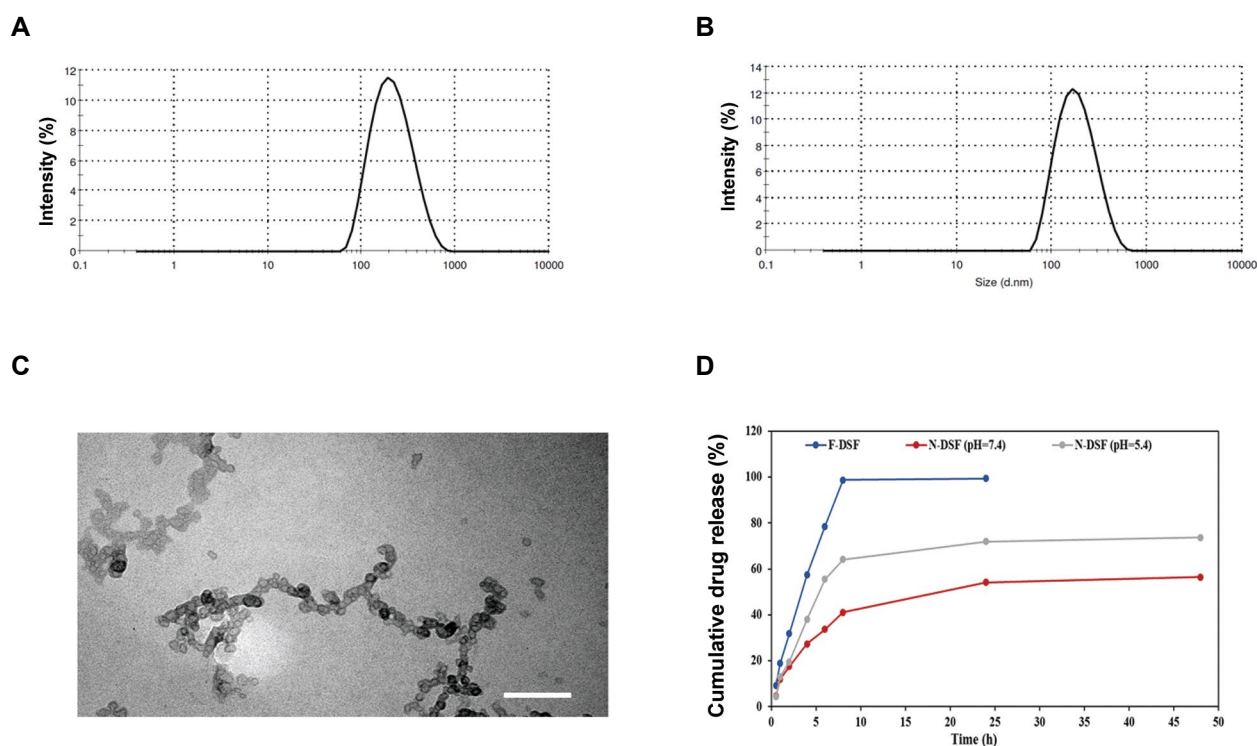 A
Intensity (%)
12
10
8
6
4
2
0
0.1 1 10 100 1000 10000
B
Intensity (%)
14
12
10
8
6
4
2
0
0.1 1 10 100 1000 10000
Size (d.nm)
C
D
Cumulative drug release (%)
120
100
80
60
40
20
0
F-DSF N-DSF (pH=7.4) N-DSF (pH=5.4)
0 5 10 15 20 25 30 35 40 45 50
Time (h)